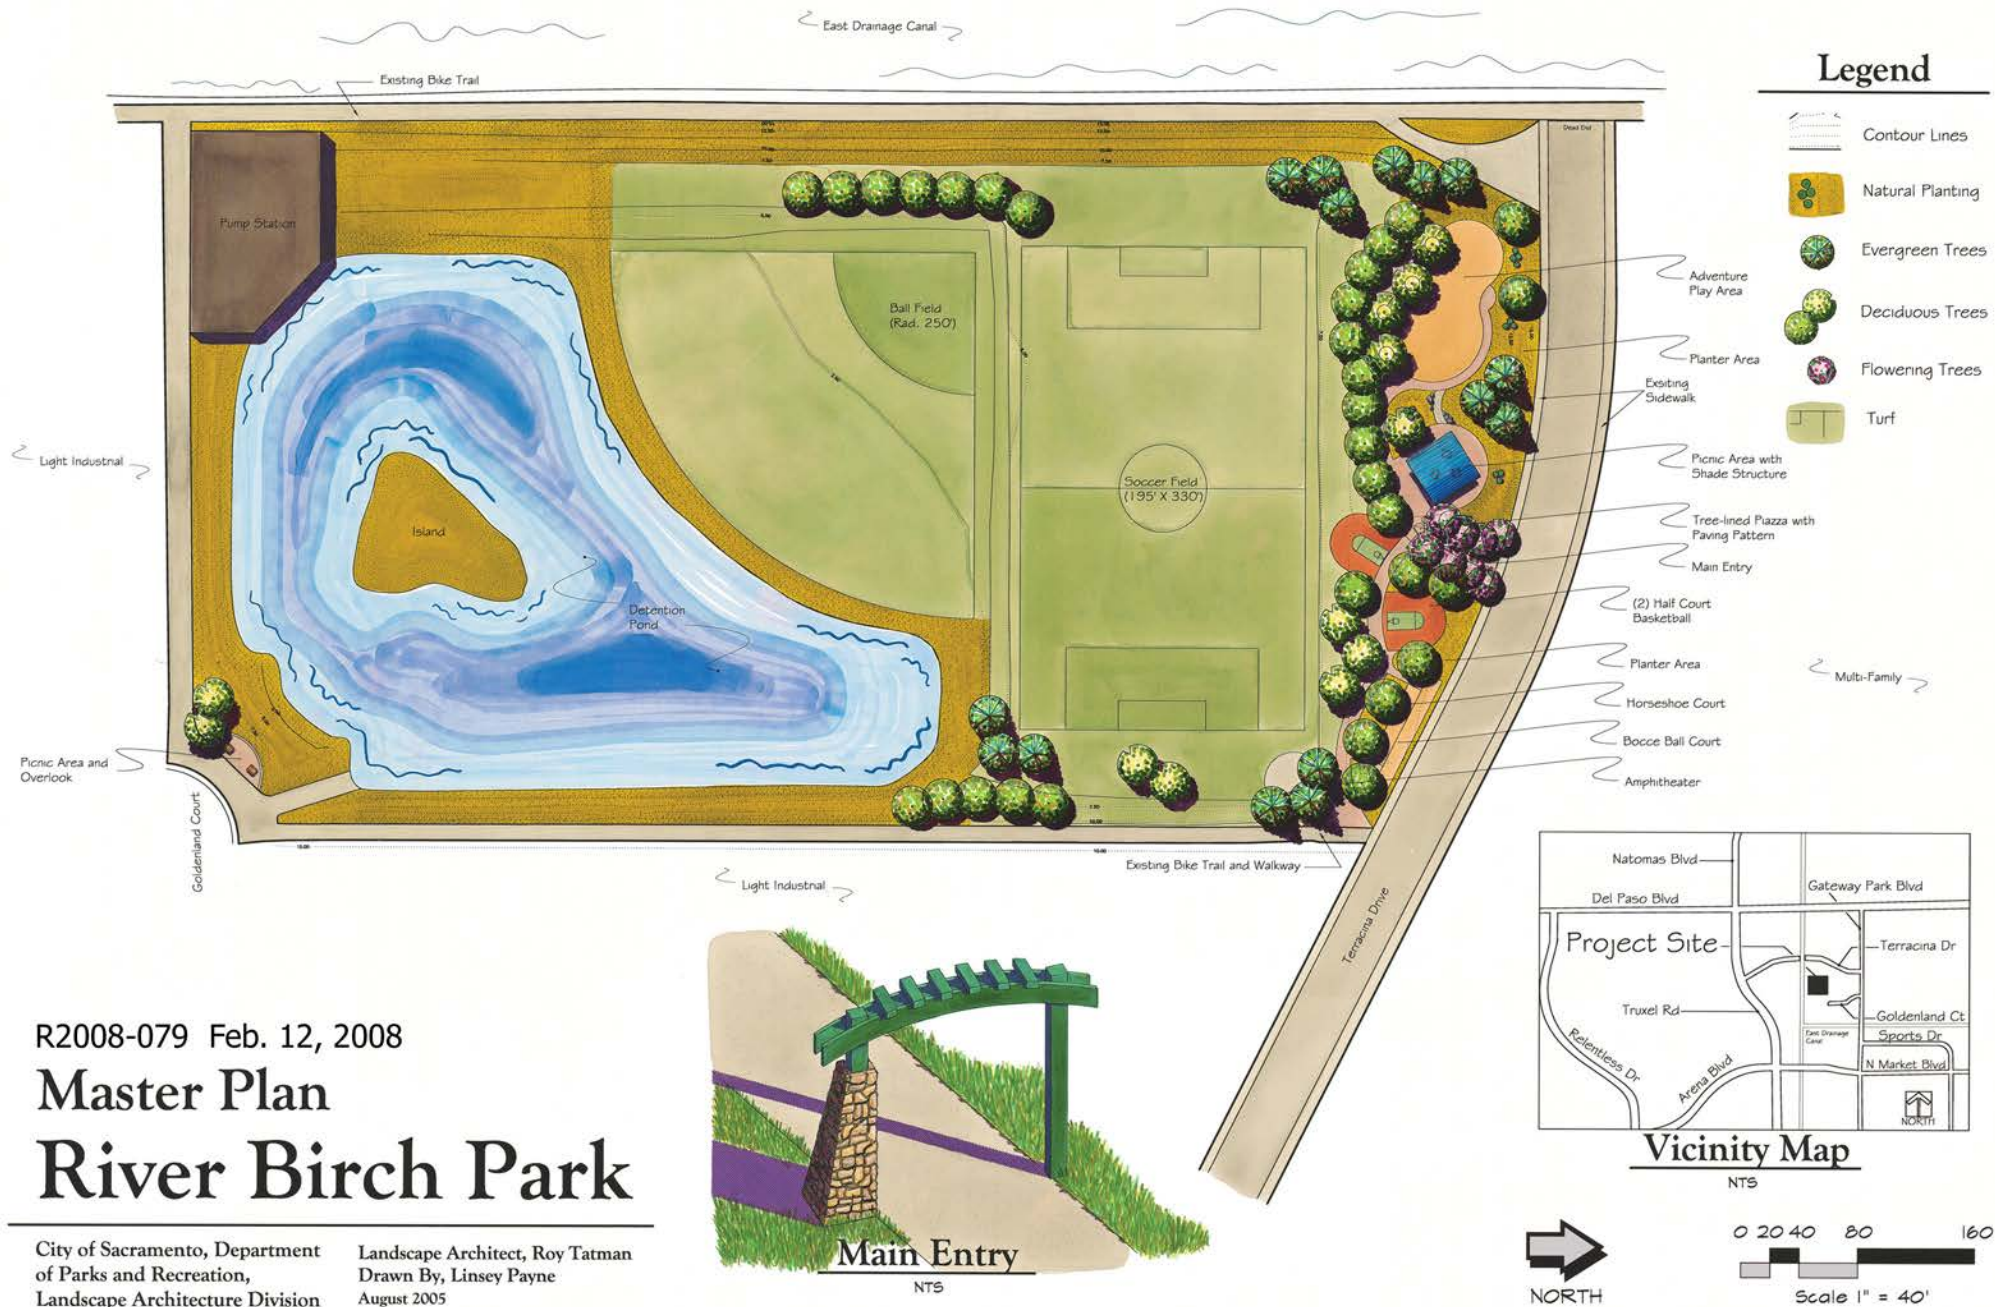 East Drainage Canal
Existing Bike Trail
Dead End
Pump Station
Ball Field
(Rad. 250')
Soccer Field
(195' X 330')
Island
Detention
Pond
Light Industrial
Picnic Area and
Overlook
Goldenland Court
Light Industrial
Existing Bike Trail and Walkway
Terracina Drive
Adventure
Play Area
Planter Area
Exsiting
Sidewalk
Picnic Area with
Shade Structure
Tree-lined Piazza with
Paving Pattern
Main Entry
(2) Half Court
Basketball
Planter Area
Horseshoe Court
Bocce Ball Court
Amphitheater
Multi-Family
Legend
Contour Lines
Natural Planting
Evergreen Trees
Deciduous Trees
Flowering Trees
Turf
R2008-079 Feb. 12, 2008
Master Plan
River Birch Park
City of Sacramento, Department
of Parks and Recreation,
Landscape Architecture Division
Landscape Architect, Roy Tatman
Drawn By, Linsey Payne
August 2005
Main Entry
NTS
Natomas Blvd
Gateway Park Blvd
Del Paso Blvd
Project Site
Terracina Dr
Truxel Rd
Goldenland Ct
East Drainage
Canal
Sports Dr
Relentless Dr
Arena Blvd
N Market Blvd
NORTH
Vicinity Map
NTS
NORTH
0 20 40 80 160
Scale 1" = 40'